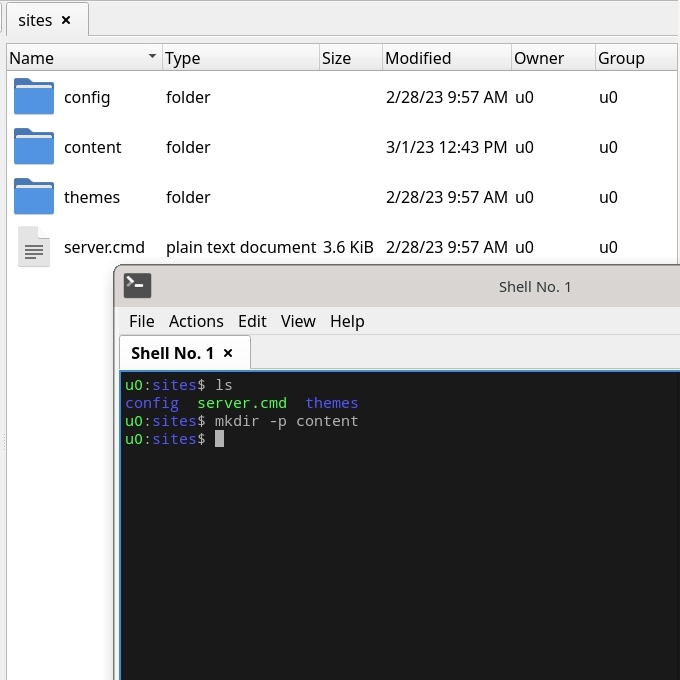 sites ×
Name Type Size Modified Owner Group
config folder 2/28/23 9:57 AM u0 u0
content folder 3/1/23 12:43 PM u0 u0
themes folder 2/28/23 9:57 AM u0 u0
server.cmd plain text document 3.6 KiB 2/28/23 9:57 AM u0 u0
Shell No. 1
File Actions Edit View Help
Shell No. 1 ×
u0:sites$ ls
config server.cmd themes
u0:sites$ mkdir -p content
u0:sites$